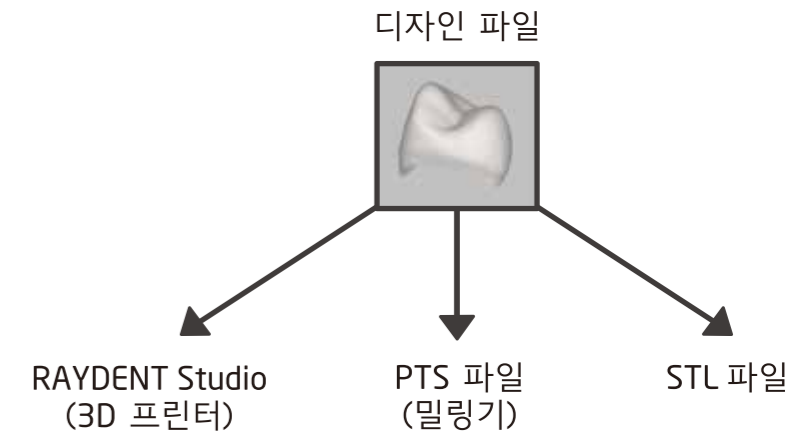 디자인 파일
RAYDENT Studio
(3D 프린터)
PTS 파일
(밀링기)
STL 파일